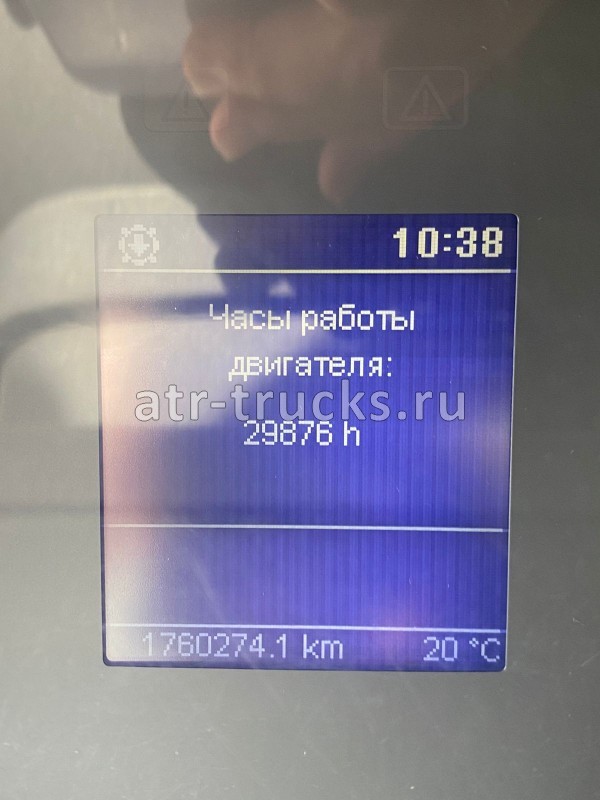 10:38
Часы работы
двигателя:
atr-trucks.ru
29876 h
1760274.1 km 20 °C